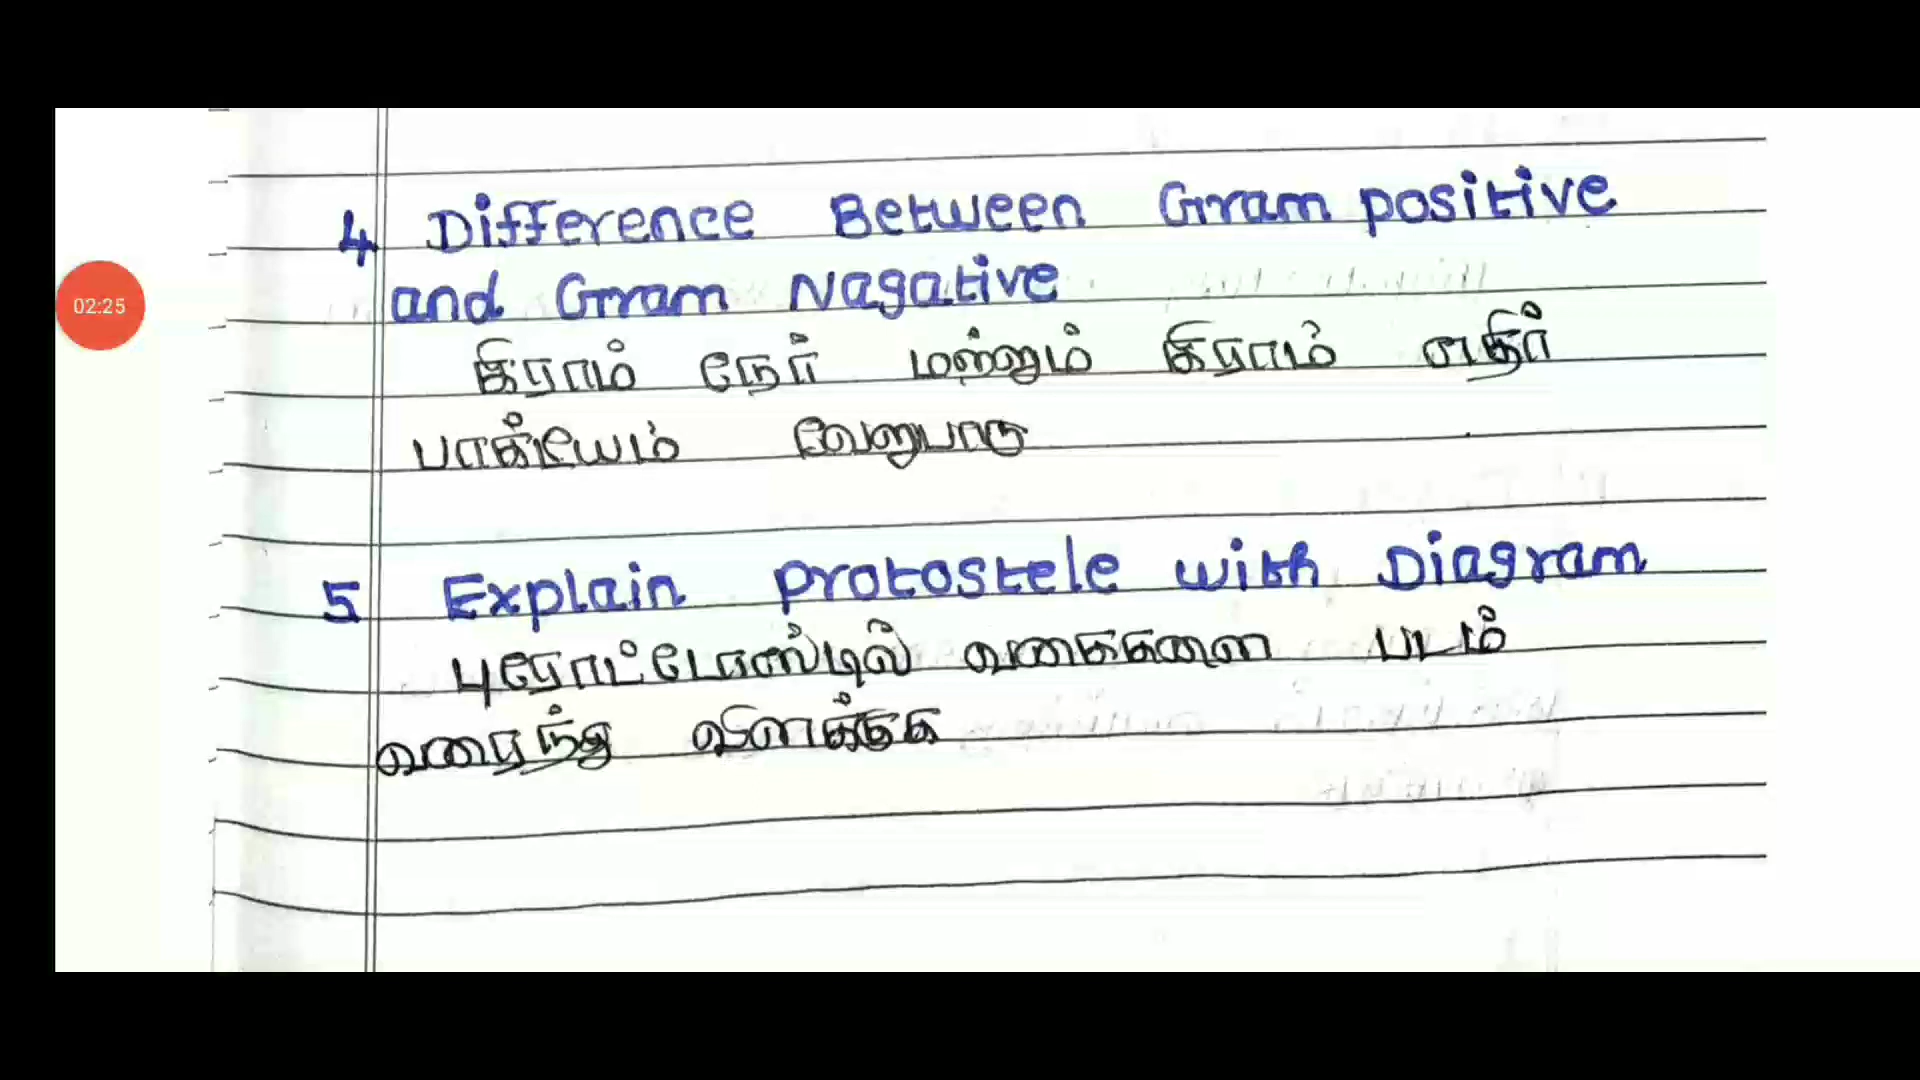 4 Difference Between Gram positive
and Gram Nagative
02:25
கிராம் நேர் மற்றும் கிராம் எதிர்
பாக்டீயம் வேறுபாரு
5 Explain protostele with Diagram
புரோட்டோஸ்டில் வகைகளை படம்
வரைந்து விளக்குக